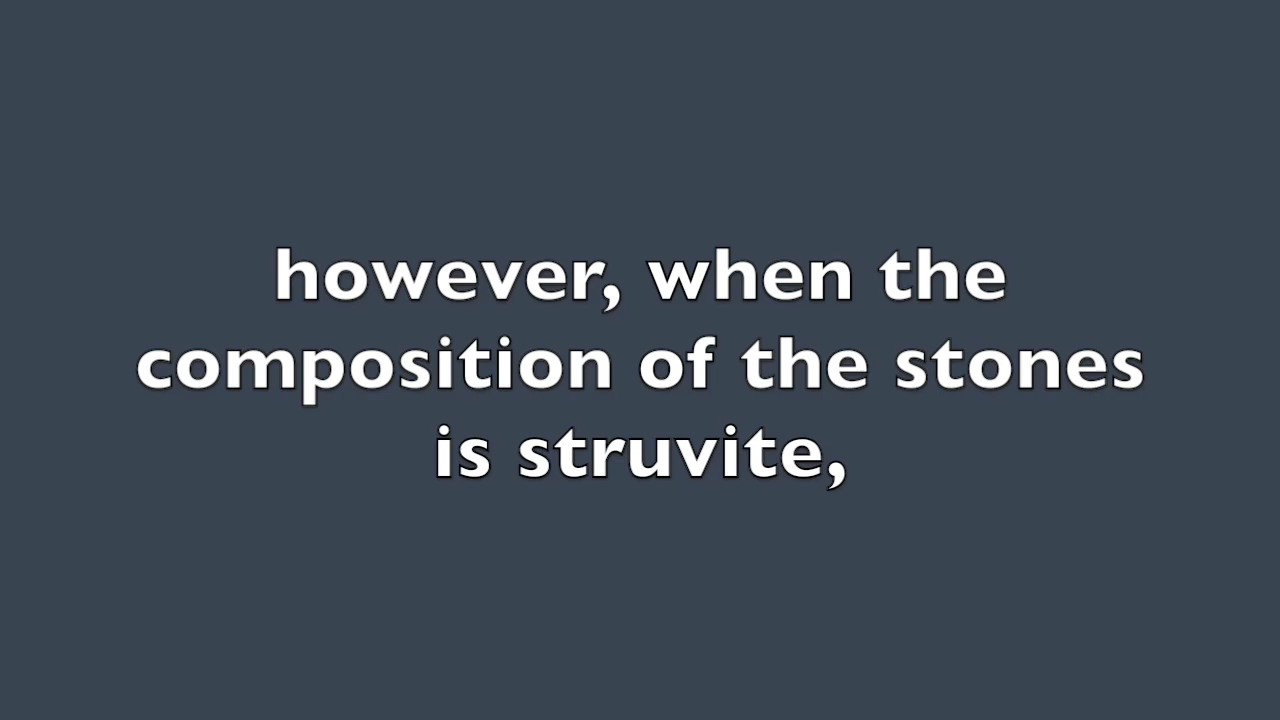 however, when the
composition of the stones
is struvite,